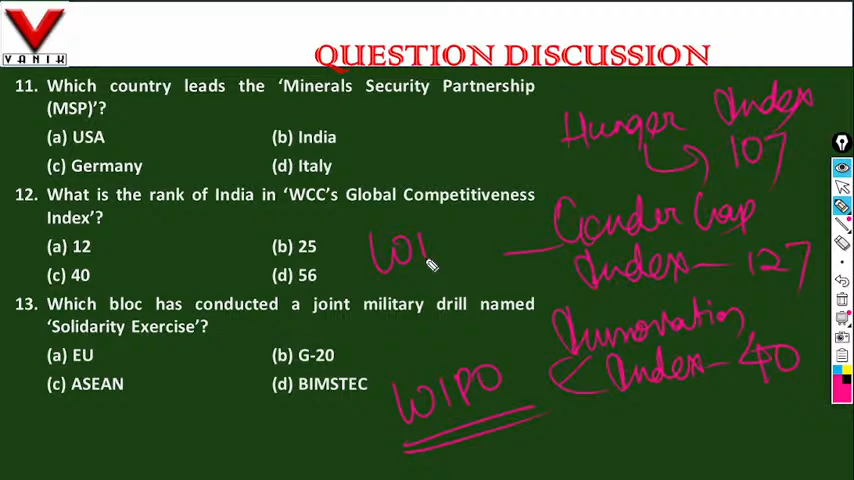 VANIK
QUESTION DISCUSSION
11. Which country leads the ‘Minerals Security Partnership
(MSP)’?
(a) USA
(b) India
(c) Germany
(d) Italy
12. What is the rank of India in ‘WCC’s Global Competitiveness
Index’?
(a) 12
(b) 25
(c) 40
(d) 56
13. Which bloc has conducted a joint military drill named
‘Solidarity Exercise’?
(a) EU
(b) G-20
(c) ASEAN
(d) BIMSTEC
Hunger Index
107
Gender Gap
Index - 127
Innovation
Index - 40
WIPO